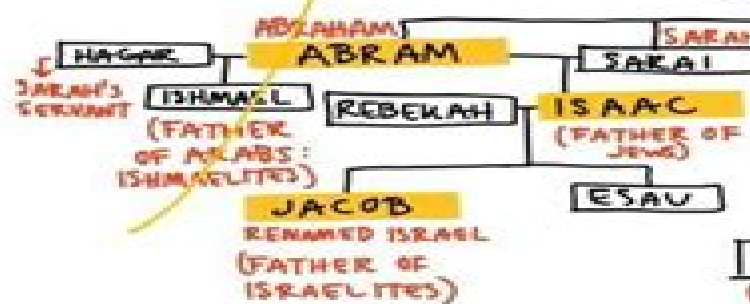 ABRAHAM
SARAH
HAGAR
ABRAM
SARAI
SARAH'S
SERVANT
ISHMAEL
REBEKAH
ISAAC
(FATHER
OF ARABS:
ISHMAELITES)
(FATHER OF
JEWS)
JACOB
ESAU
RENAMED ISRAEL
(FATHER OF
ISRAELITES)